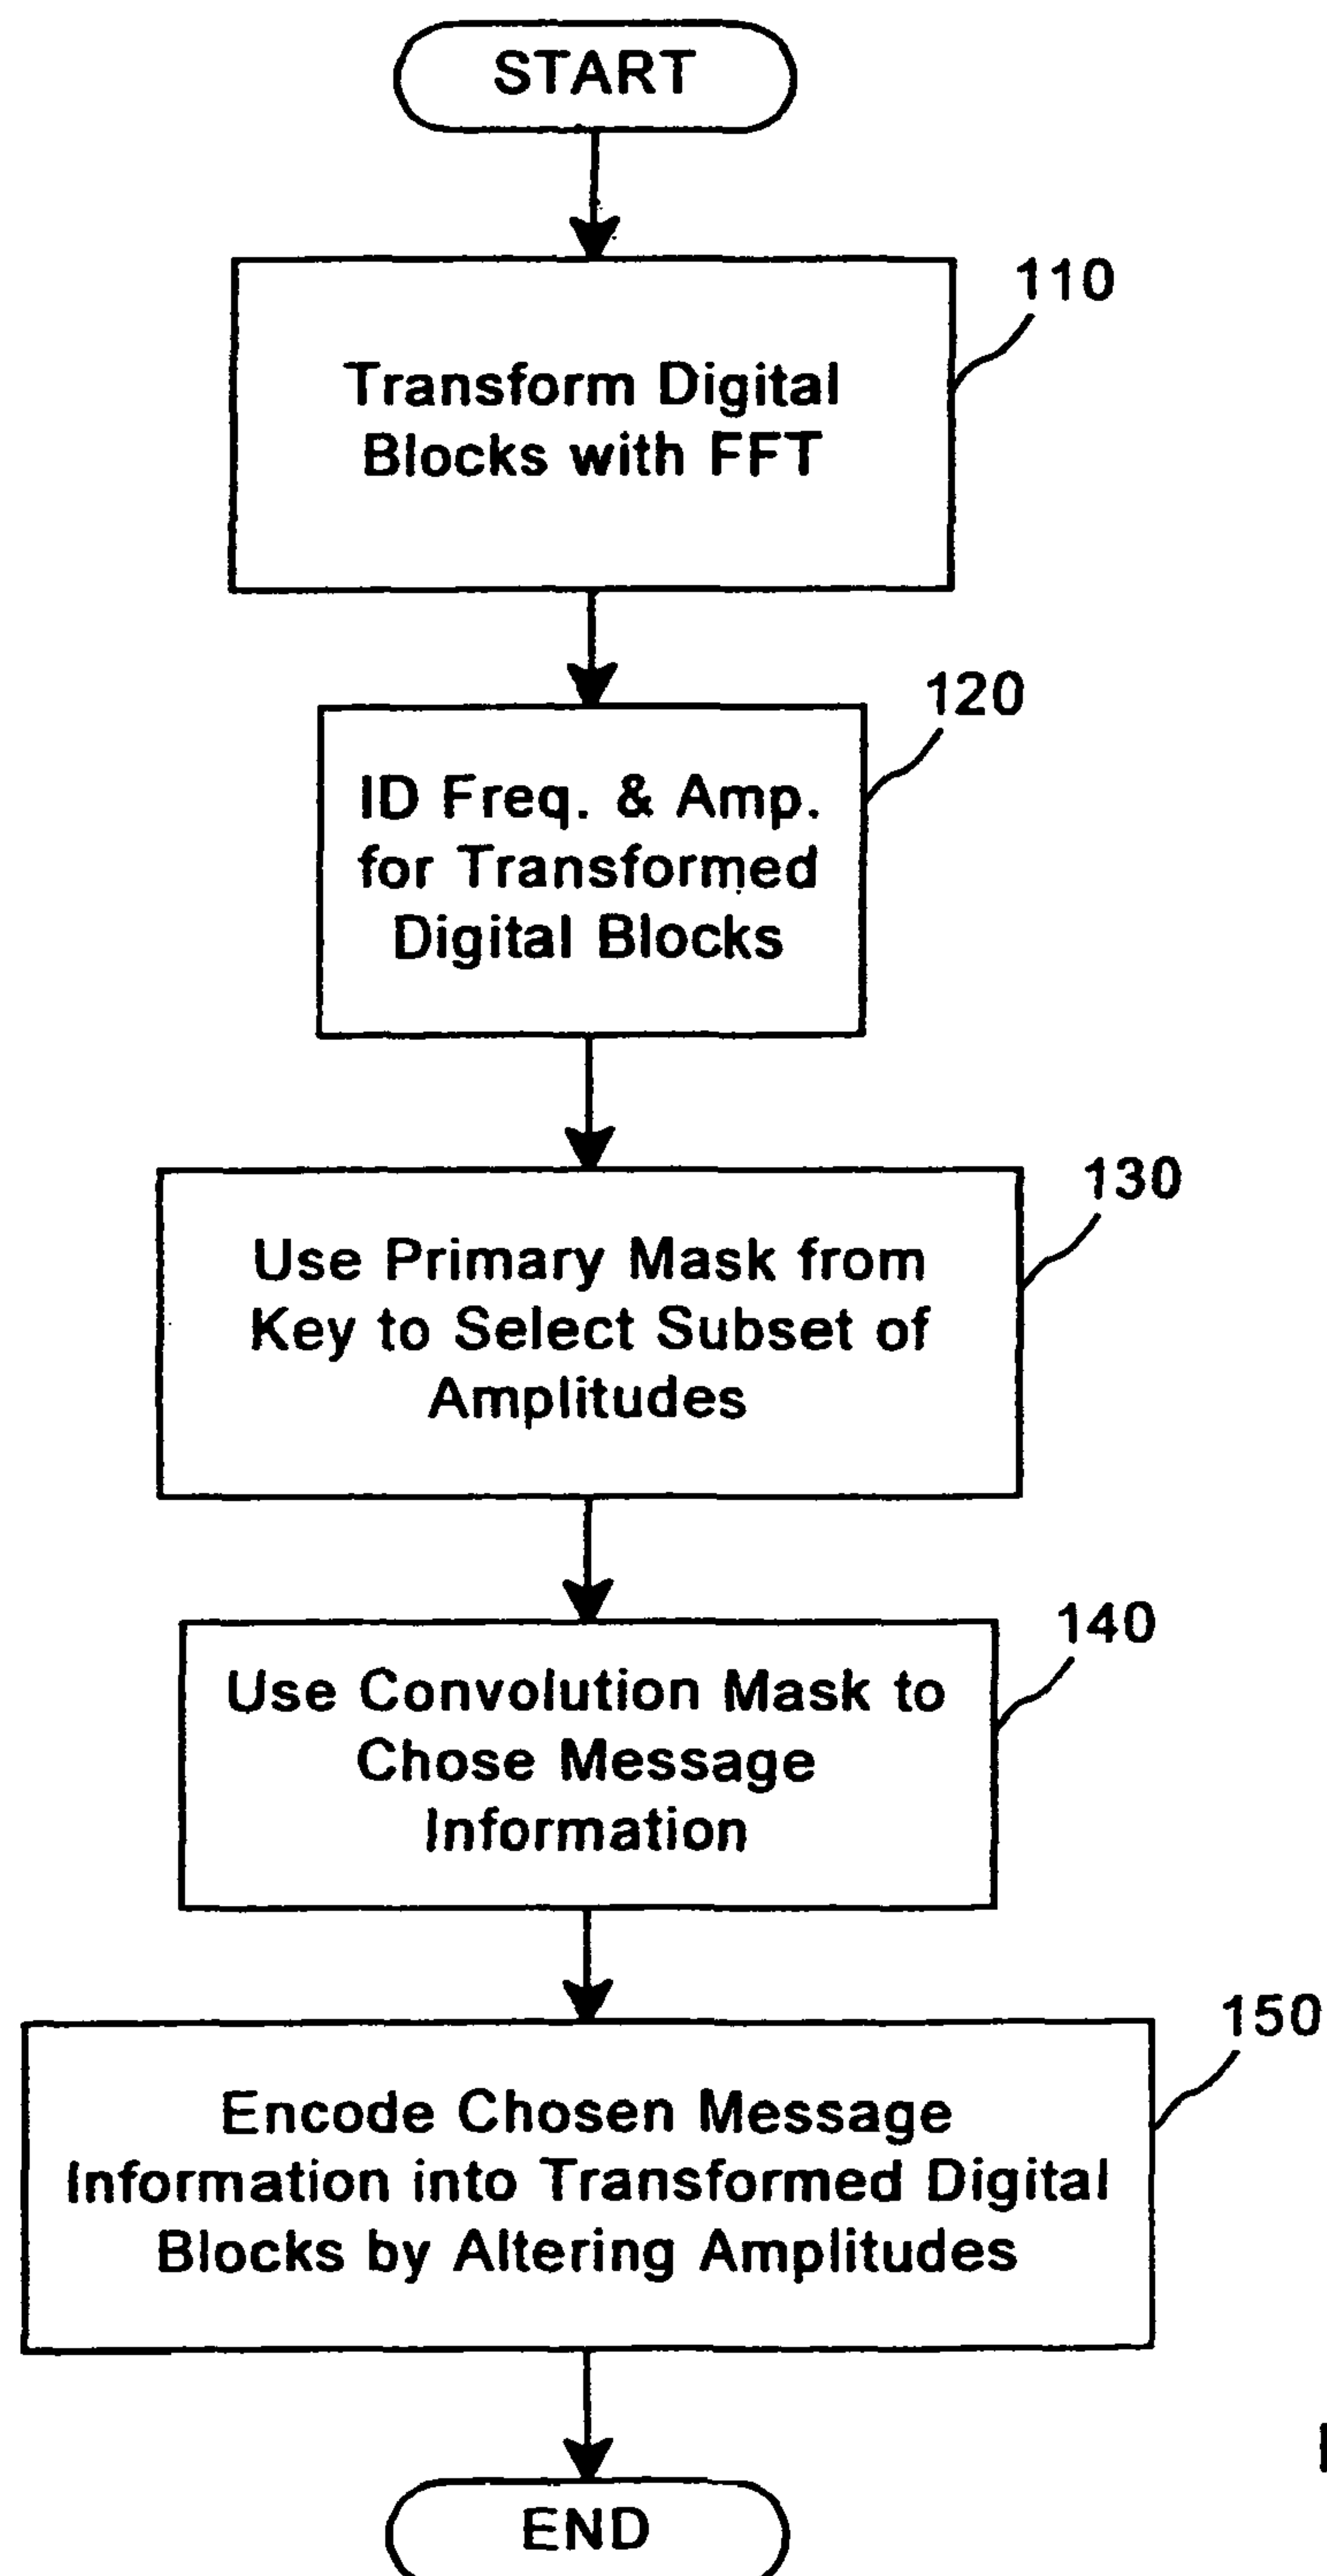 START
110
Transform Digital
Blocks with FFT
120
ID Freq. & Amp.
for Transformed
Digital Blocks
130
Use Primary Mask from
Key to Select Subset of
Amplitudes
140
Use Convolution Mask to
Chose Message
Information
150
Encode Chosen Message
Information into Transformed Digital
Blocks by Altering Amplitudes
END